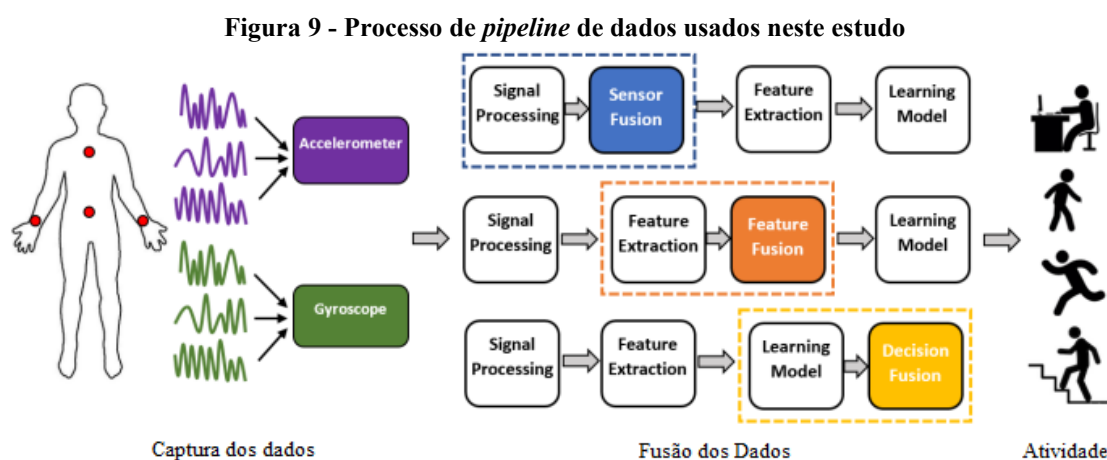 Figura 9 - Processo de pipeline de dados usados neste estudo
Accelerometer
Gyroscope
Signal
Processing
Sensor
Fusion
Feature
Extraction
Learning
Model
Signal
Processing
Feature
Extraction
Feature
Fusion
Learning
Model
Signal
Processing
Feature
Extraction
Learning
Model
Decision
Fusion
Captura dos dados
Fusão dos Dados
Atividade